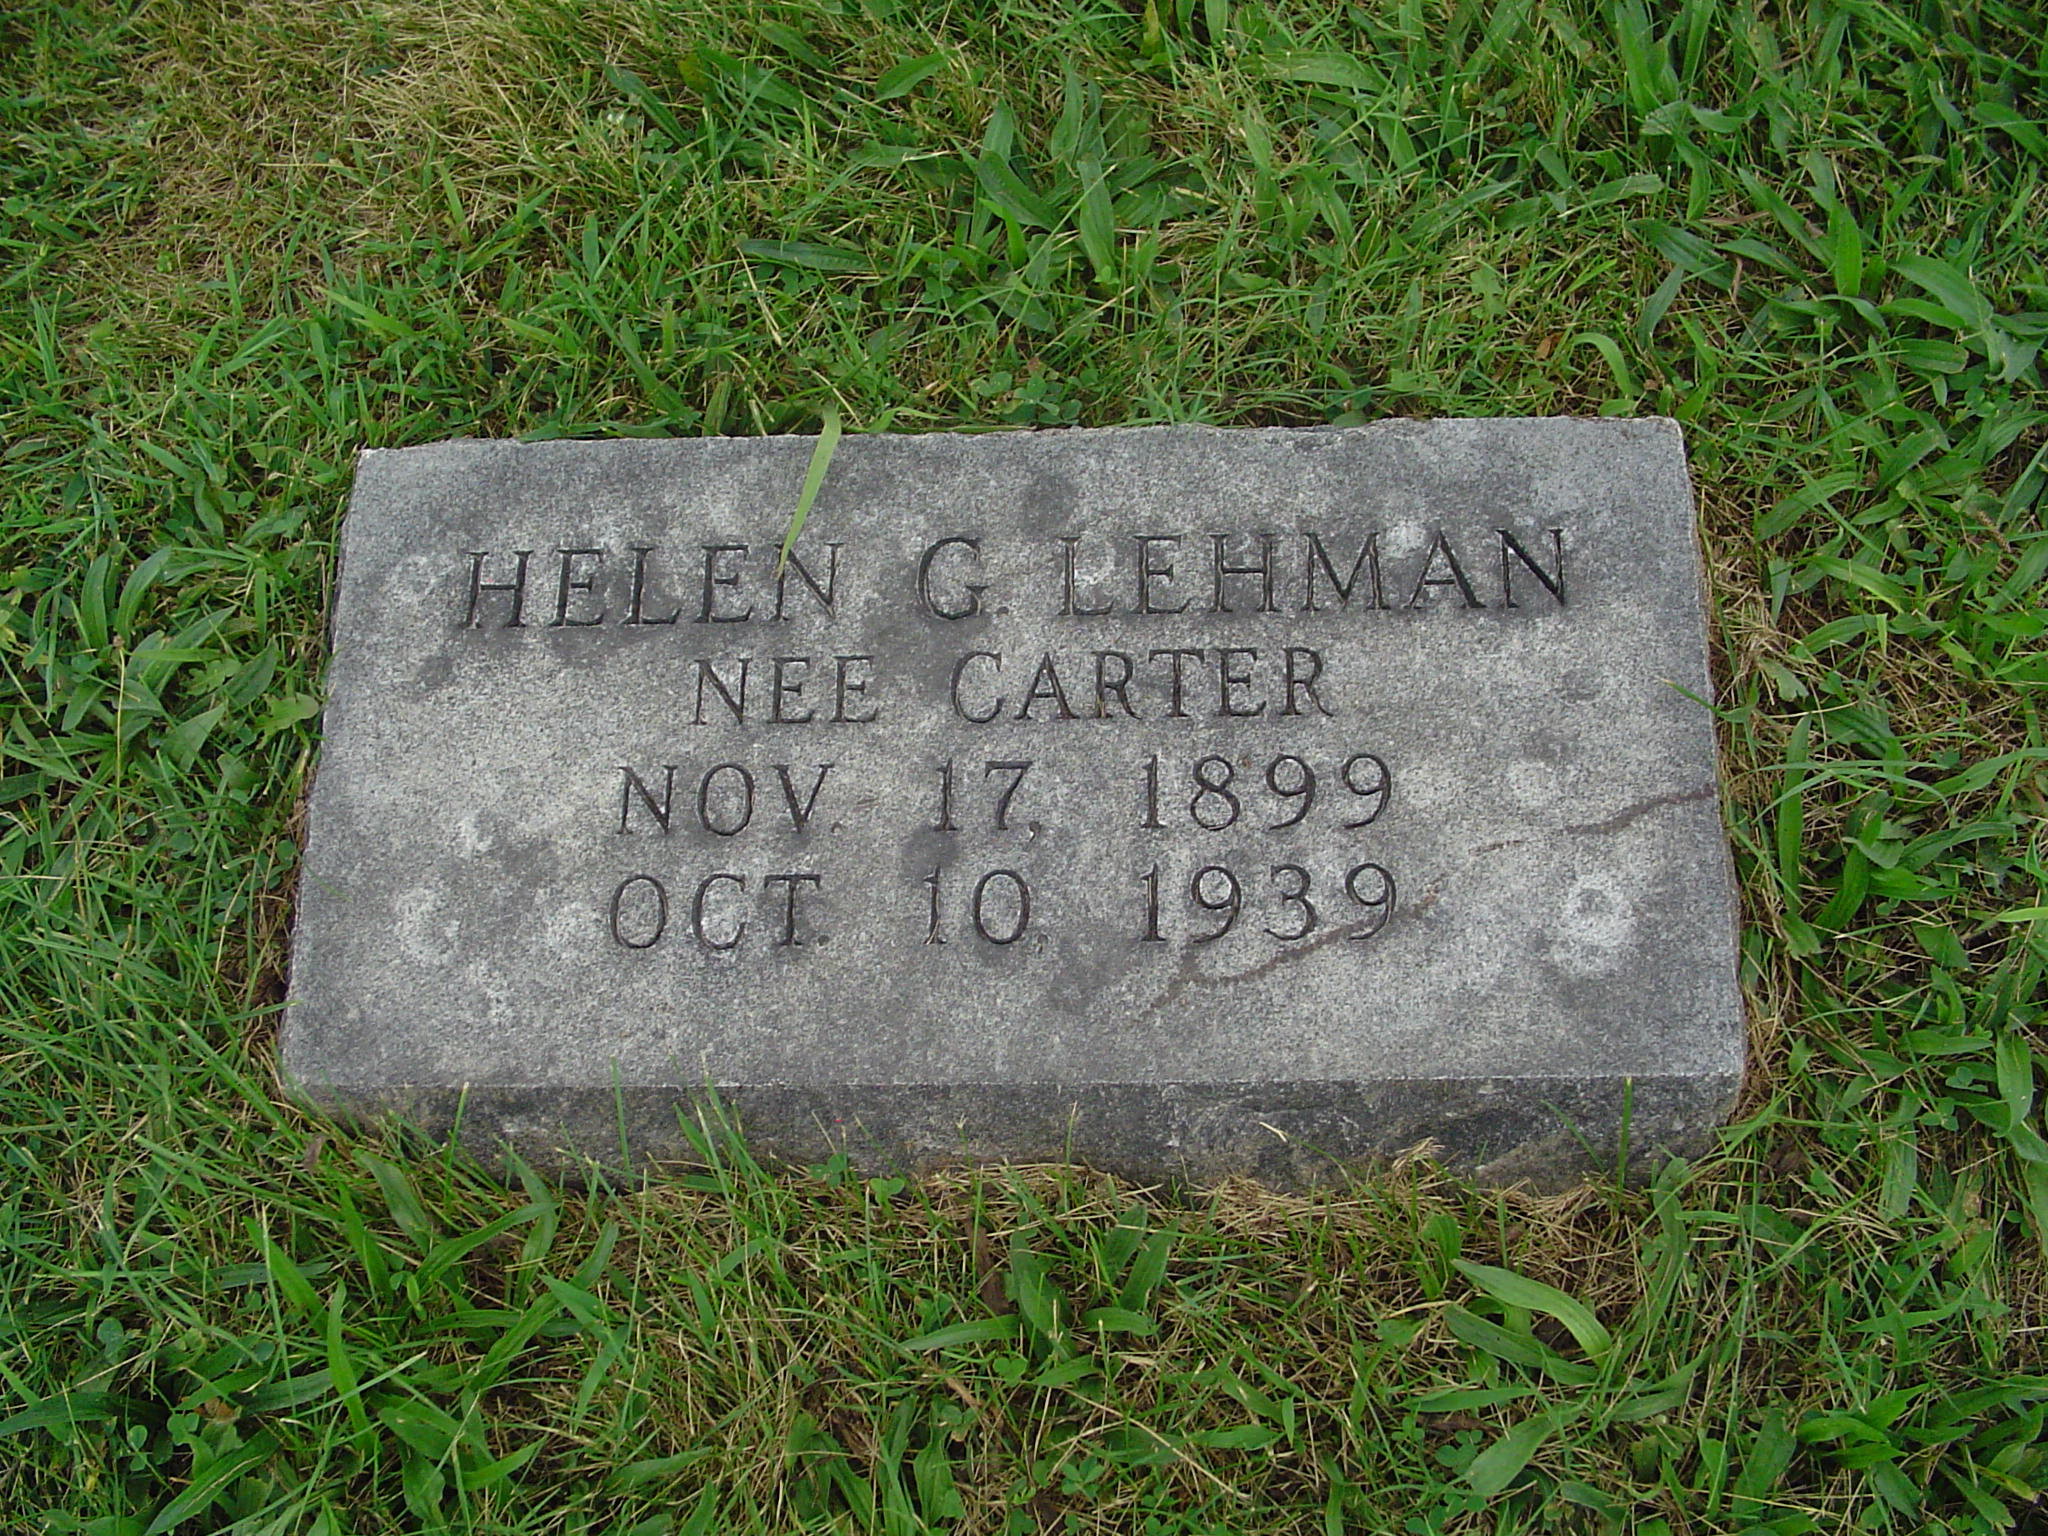 HELEN G. LEHMAN
NEE CARTER
NOV. 17, 1899
OCT. 10, 1939